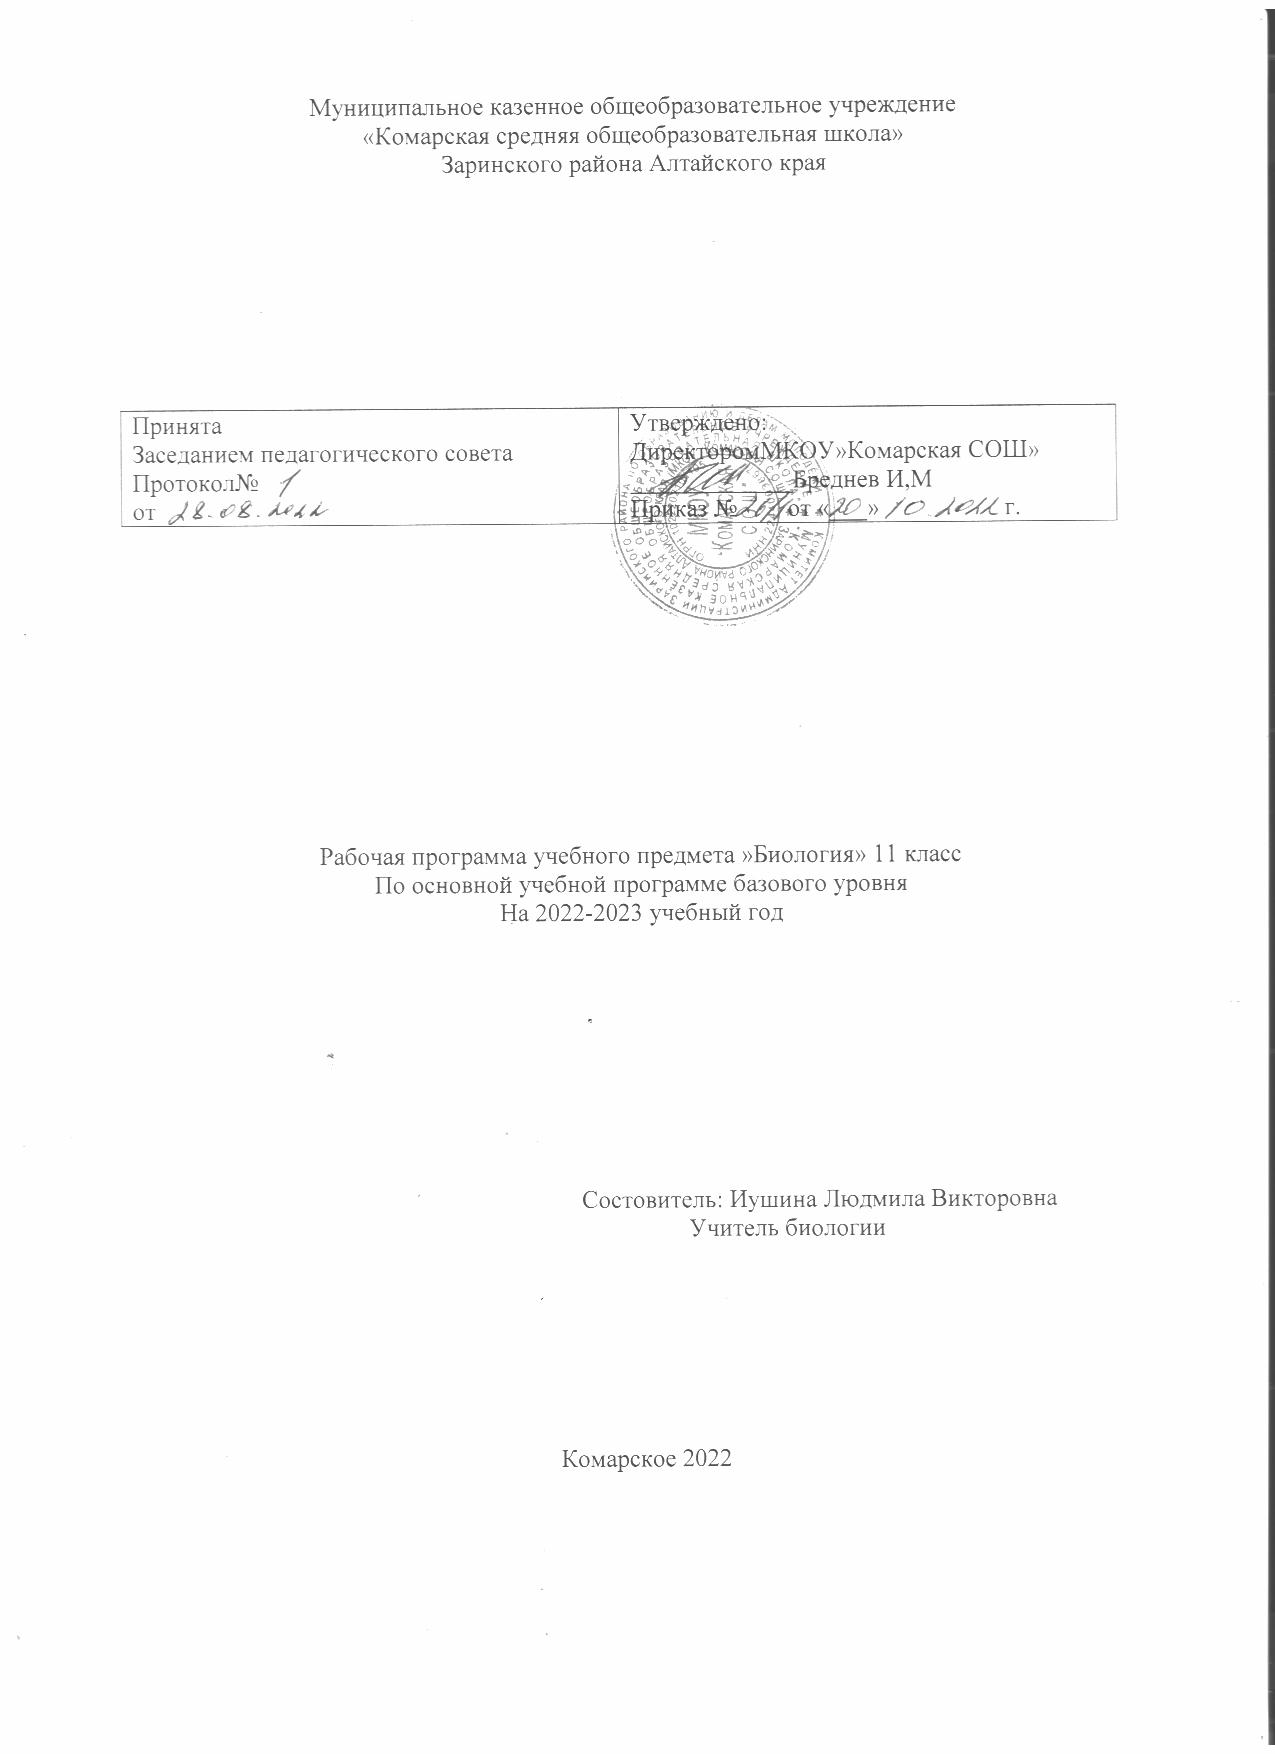 Муниципальное казенное общеобразовательное учреждение
«Комарская средняя общеобразовательная школа»
Заринского района Алтайского края
Принята
Заседанием педагогического совета
Протокол№ 1
от 28.08.2022
Утверждено:
ДиректоромМКОУ»Комарская СОШ»
Бреднев И,М
Приказ № от «20» 10.2022 г.
МКОУ
"Комарская
СОШ"
Рабочая программа учебного предмета »Биология» 11 класс
По основной учебной программе базового уровня
На 2022-2023 учебный год
Состовитель: Иушина Людмила Викторовна
Учитель биологии
Комарское 2022